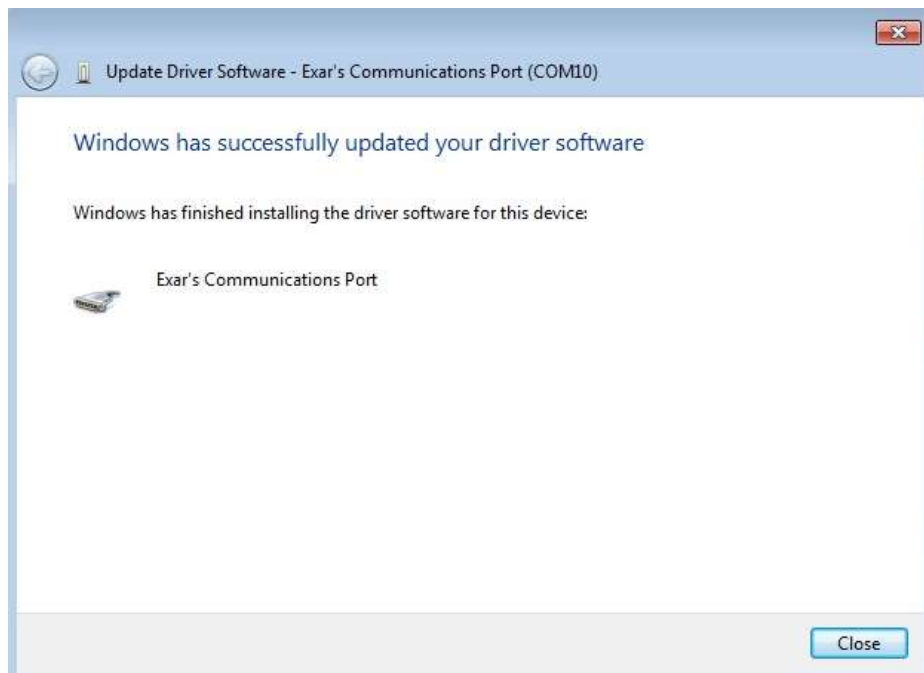 Update Driver Software - Exar's Communications Port (COM10)
Windows has successfully updated your driver software
Windows has finished installing the driver software for this device:
Exar's Communications Port
Close